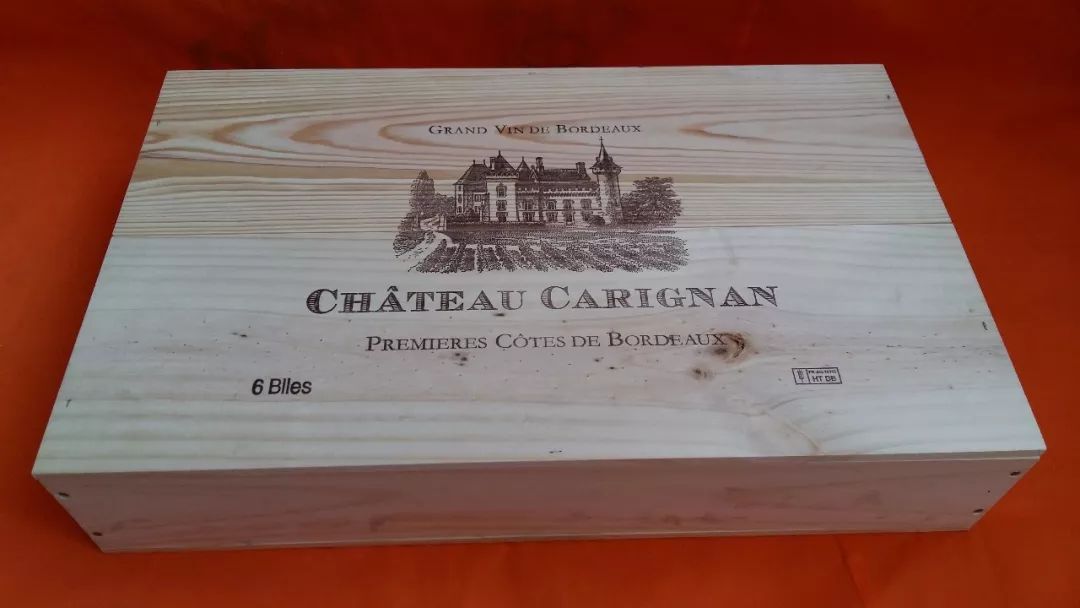 GRAND VIN DE BORDEAUX
CHÂTEAU CARIGNAN
PREMIERES CÔTES DE BORDEAUX
6 Blles
HT DB